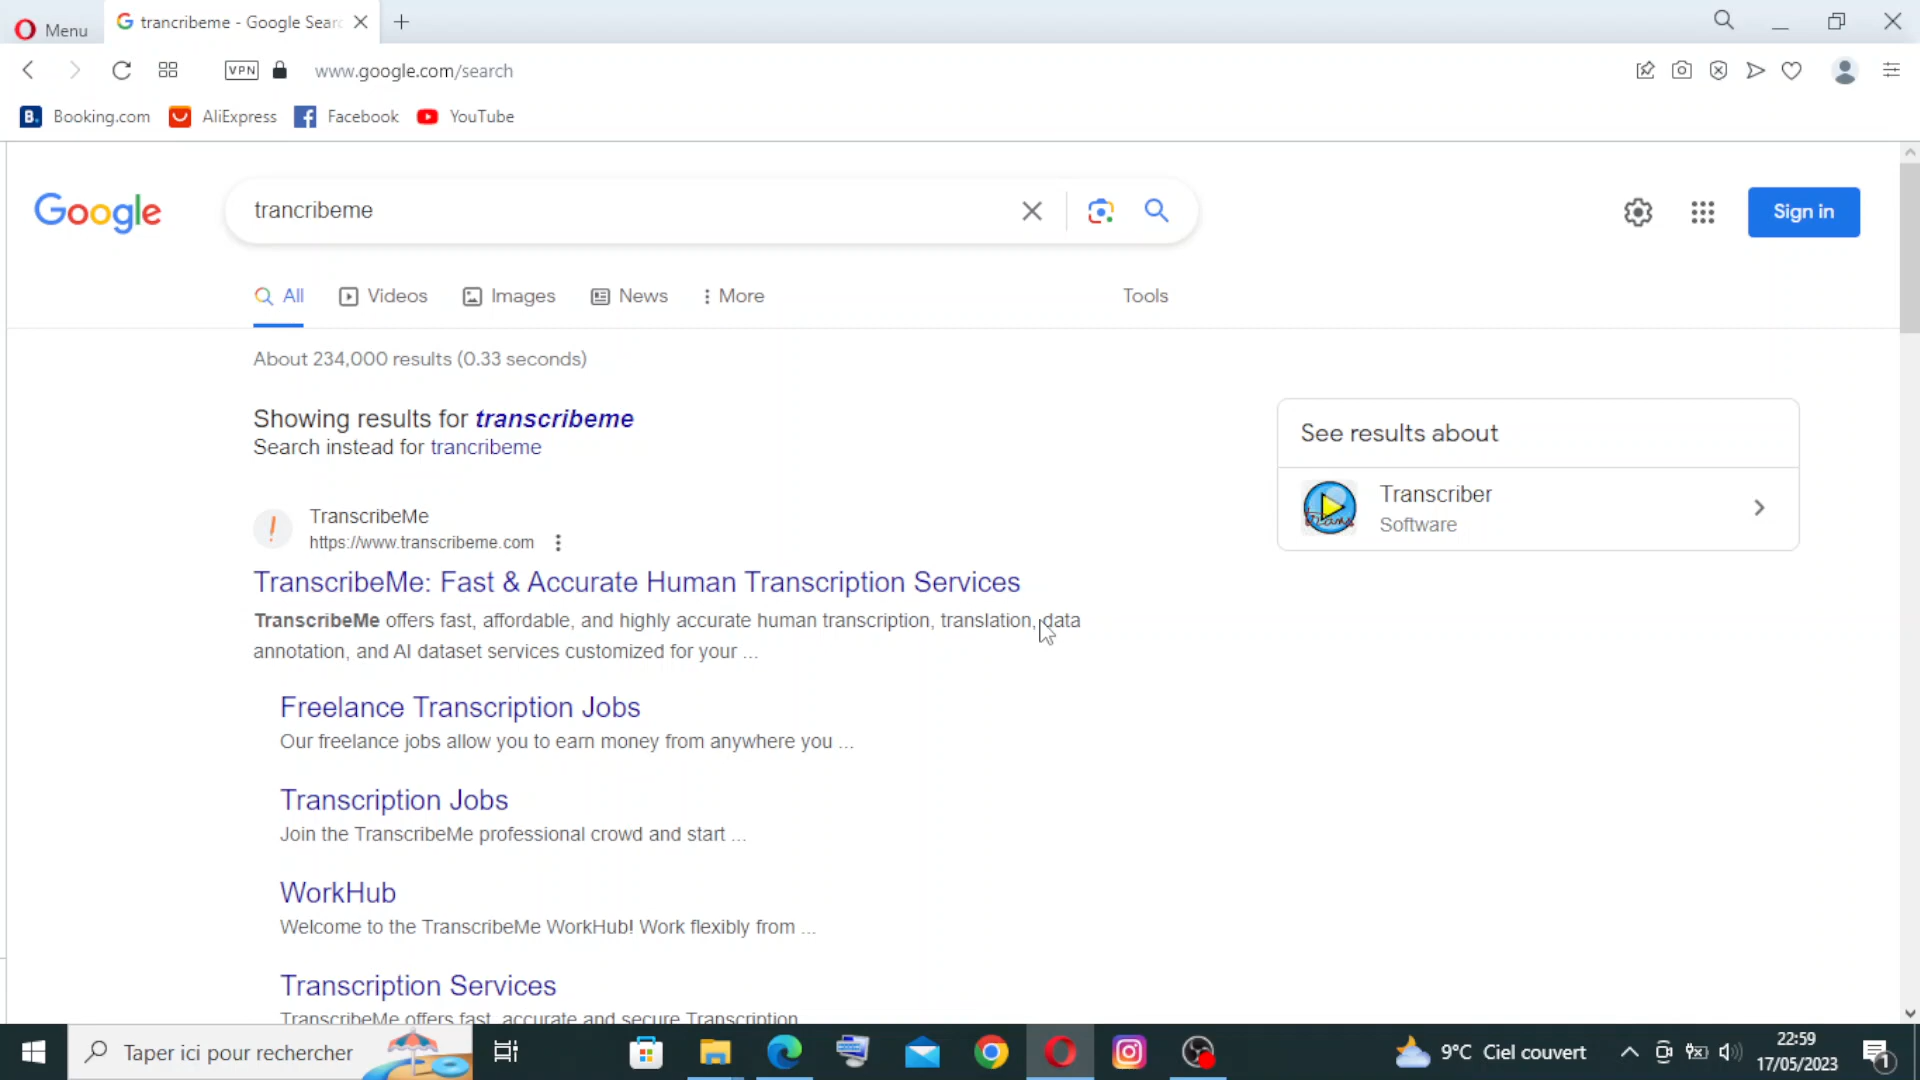 Menu
trancribeme - Google Sear
VPN
www.google.com/search
B.
Booking.com
AliExpress
Facebook
YouTube
Google
trancribeme
Sign in
All
Videos
Images
News
More
Tools
About 234,000 results (0.33 seconds)
Showing results for transcribeme
Search instead for trancribeme
See results about
Transcriber
Software
TranscribeMe
https://www.transcribeme.com
TranscribeMe: Fast & Accurate Human Transcription Services
TranscribeMe offers fast, affordable, and highly accurate human transcription, translation, data
annotation, and AI dataset services customized for your ...
Freelance Transcription Jobs
Our freelance jobs allow you to earn money from anywhere you ...
Transcription Jobs
Join the TranscribeMe professional crowd and start ...
WorkHub
Welcome to the TranscribeMe WorkHub! Work flexibly from ...
Transcription Services
TranscribeMe offers fast, accurate and secure Transcription
Taper ici pour rechercher
9°C Ciel couvert
22:59
17/05/2023
1